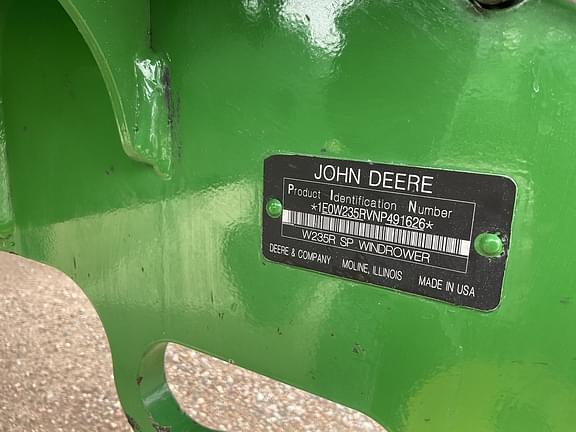 JOHN DEERE
Product Identification Number
*1E0W235RVNP491626*
W235R SP WINDROWER
DEERE & COMPANY MOLINE, ILLINOIS MADE IN USA